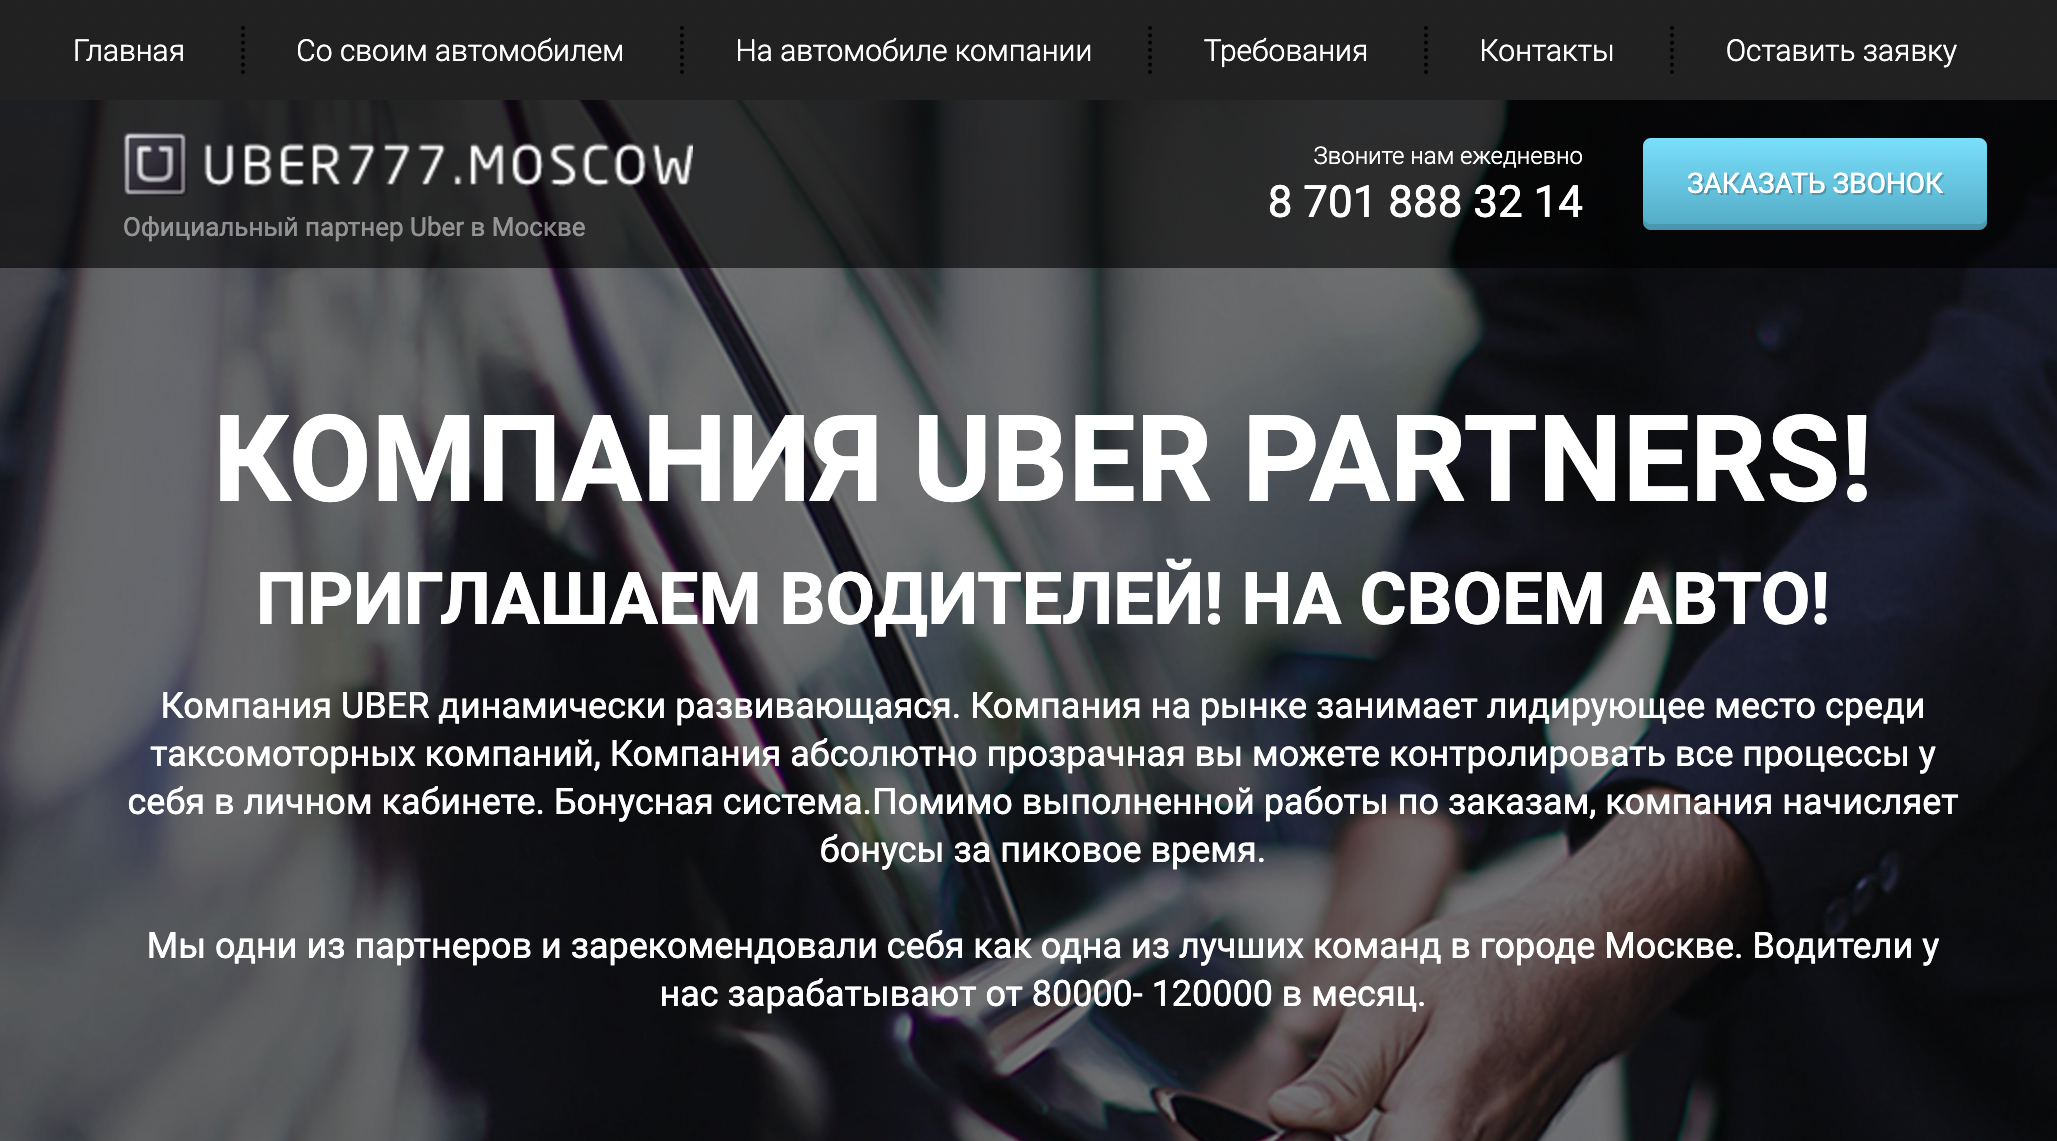 Главная
Со своим автомобилем
На автомобиле компании
Требования
Контакты
Оставить заявку
UBER777.MOSCOW
Официальный партнер Uber в Москве
Звоните нам ежедневно
8 701 888 32 14
ЗАКАЗАТЬ ЗВОНОК
КОМПАНИЯ UBER PARTNERS!
ПРИГЛАШАЕМ ВОДИТЕЛЕЙ! НА СВОЕМ АВТО!
Компания UBER динамически развивающаяся. Компания на рынке занимает лидирующее место среди
таксомоторных компаний, Компания абсолютно прозрачная вы можете контролировать все процессы у
себя в личном кабинете. Бонусная система.Помимо выполненной работы по заказам, компания начисляет
бонусы за пиковое время.
Мы одни из партнеров и зарекомендовали себя как одна из лучших команд в городе Москве. Водители у
нас зарабатывают от 80000- 120000 в месяц.